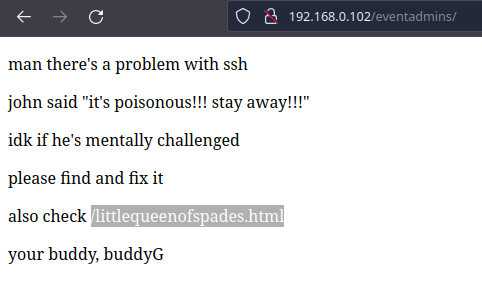 192.168.0.102/eventadmins/
man there's a problem with ssh
john said "it's poisonous!!! stay away!!!"
idk if he's mentally challenged
please find and fix it
also check /littlequeenofspades.html
your buddy, buddyG